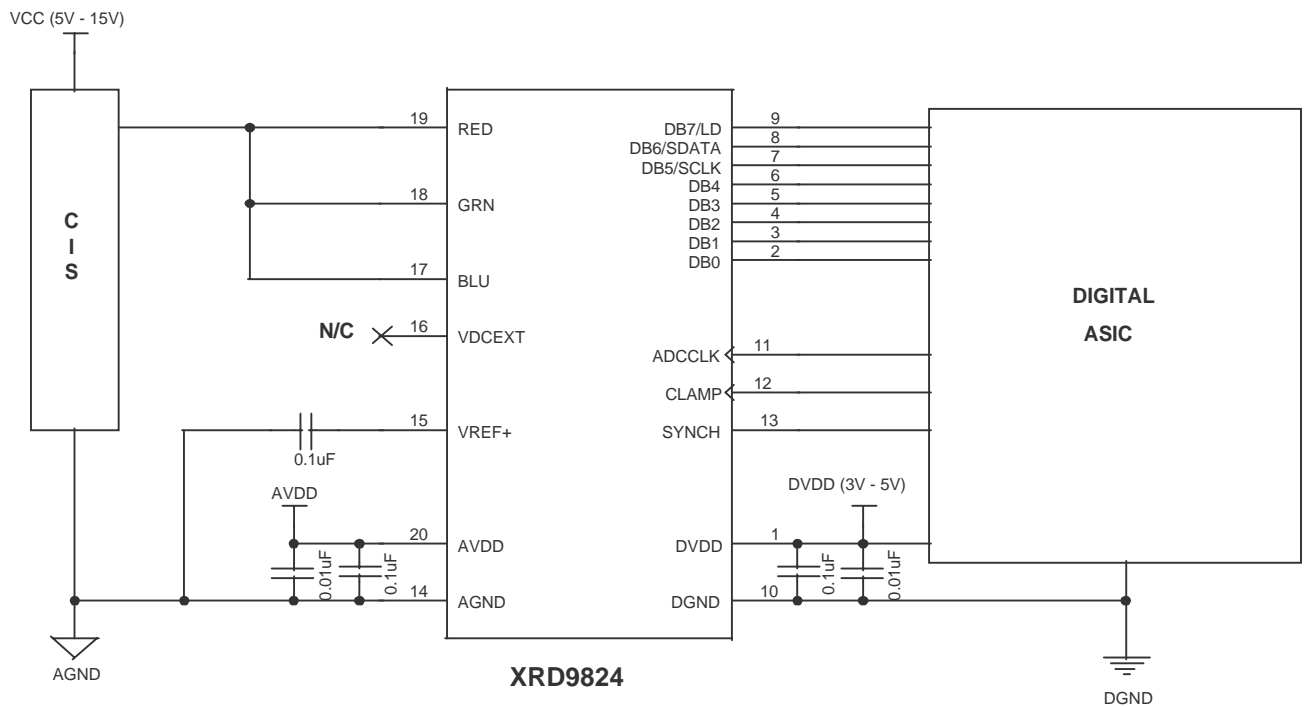 VCC (5V - 15V)
C
I
S
19
RED
18
GRN
17
BLU
N/C
16
VDCEXT
15
VREF+
0.1uF
AVDD
20
AVDD
0.01uF
0.1uF
14
AGND
AGND
DB7/LD
9
DB6/SDATA
8
DB5/SCLK
7
DB4
6
DB3
5
DB2
4
DB1
3
DB0
2
ADCCLK
11
CLAMP
12
SYNCH
13
DVDD (3V - 5V)
DVDD
1
0.1uF
0.01uF
DGND
10
XRD9824
DIGITAL
ASIC
DGND